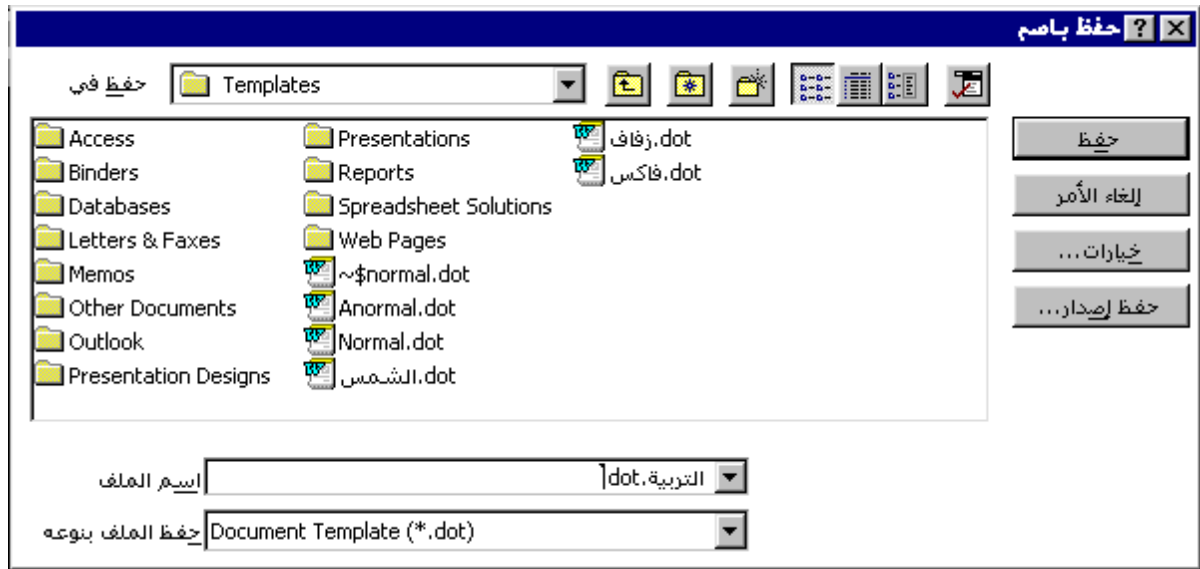 حفظ باسم
حفظ في
Templates
Access
Binders
Databases
Letters & Faxes
Memos
Other Documents
Outlook
Presentation Designs
Presentations
Reports
Spreadsheet Solutions
Web Pages
~$normal.dot
Anormal.dot
Normal.dot
الشمس.dot
زفاف.dot
فاكس.dot
حفظ
إلغاء الأمر
خيارات...
حفظ إصدار...
اسم الملف
التربية.dot
حفظ الملف بنوعه
Document Template (*.dot)